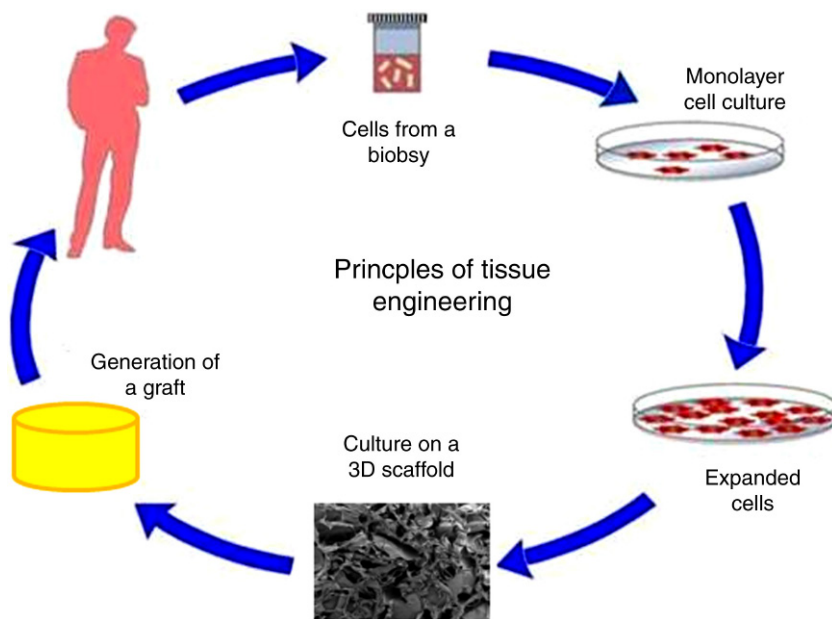 Cells from a
biobsy
Monolayer
cell culture
Princples of tissue
engineering
Generation of
a graft
Culture on a
3D scaffold
Expanded
cells